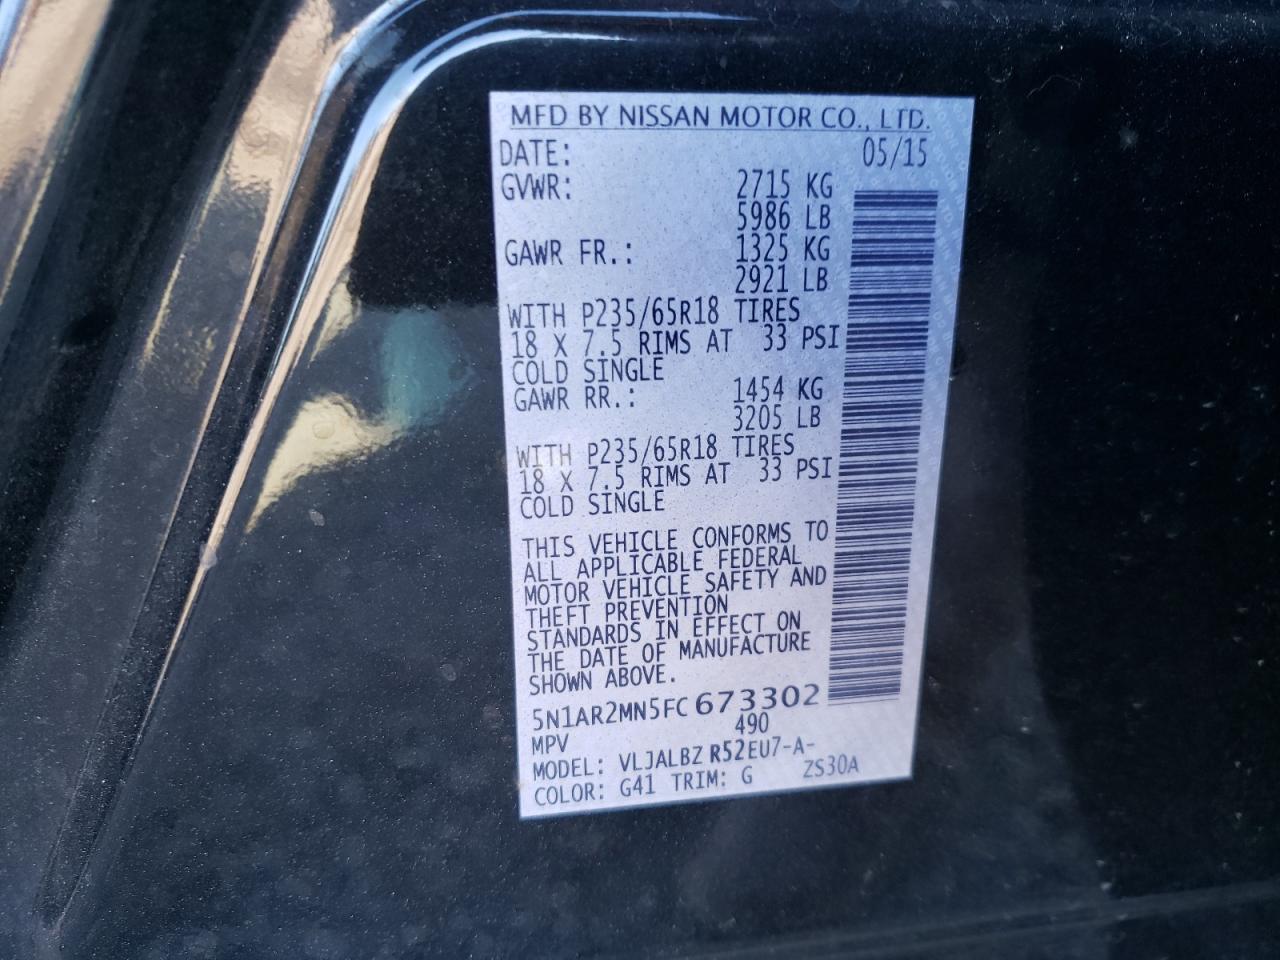 MFD BY NISSAN MOTOR CO., LTD.
DATE: 05/15
GVWR: 2715 KG
5986 LB
GAWR FR.: 1325 KG
2921 LB
WITH P235/65R18 TIRES
18 X 7.5 RIMS AT 33 PSI
COLD SINGLE
GAWR RR.: 1454 KG
3205 LB
WITH P235/65R18 TIRES
18 X 7.5 RIMS AT 33 PSI
COLD SINGLE
THIS VEHICLE CONFORMS TO
ALL APPLICABLE FEDERAL
MOTOR VEHICLE SAFETY AND
THEFT PREVENTION
STANDARDS IN EFFECT ON
THE DATE OF MANUFACTURE
SHOWN ABOVE.
5N1AR2MN5FC673302
MPV 490
MODEL: VLJALBZ R52EU7-A-
COLOR: G41 TRIM: G ZS30A